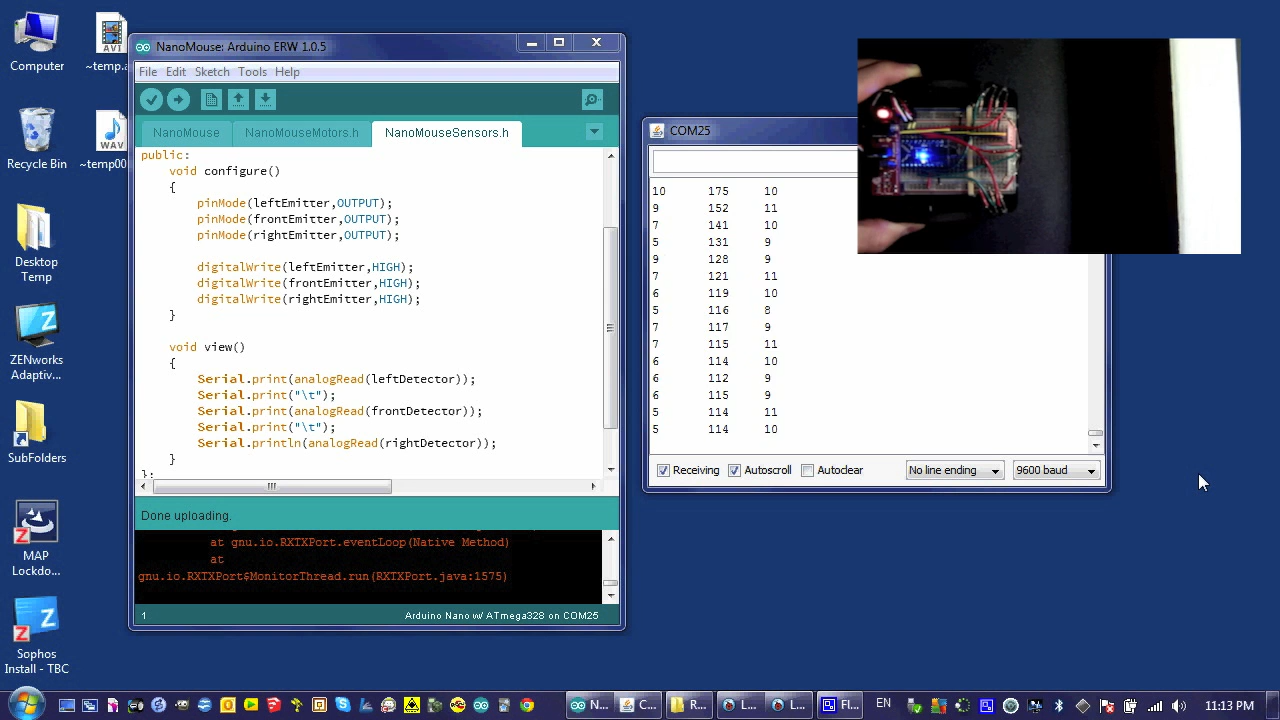 Computer
~temp.a
AVI
Recycle Bin
~temp00
WAV
Desktop
Temp
ZENworks
Adaptiv...
SubFolders
MAP
Lockdo...
Sophos
Install - TBC
NanoMouse: Arduino ERW 1.0.5
File Edit Sketch Tools Help
NanoMouse NanoMouseMotors.h NanoMouseSensors.h
public:
void configure()
{
pinMode(leftEmitter,OUTPUT);
pinMode(frontEmitter,OUTPUT);
pinMode(rightEmitter,OUTPUT);
digitalWrite(leftEmitter,HIGH);
digitalWrite(frontEmitter,HIGH);
digitalWrite(rightEmitter,HIGH);
}
void view()
{
Serial.print(analogRead(leftDetector));
Serial.print("\t");
Serial.print(analogRead(frontDetector));
Serial.print("\t");
Serial.println(analogRead(rightDetector));
}
};
Done uploading.
at gnu.io.RXTXPort.eventLoop(Native Method)
at
gnu.io.RXTXPort$MonitorThread.run(RXTXPort.java:1575)
1 Arduino Nano w/ ATmega328 on COM25
COM25
10 175 10
9 152 11
7 141 10
5 131 9
9 128 9
7 121 11
6 119 10
5 116 8
7 117 9
7 115 11
6 114 10
6 112 9
6 115 9
5 114 11
5 114 10
Receiving Autoscroll Autoclear No line ending 9600 baud
N... C... R... L... L... Fl... EN 11:13 PM